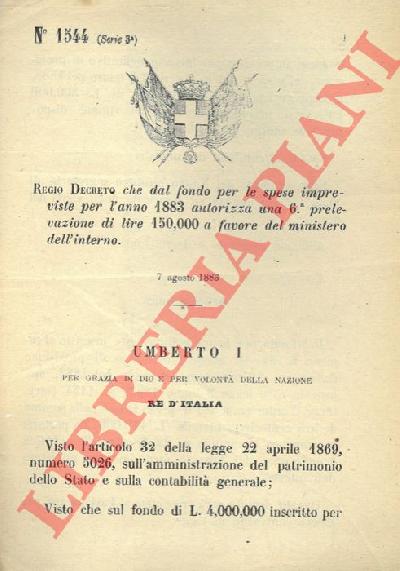 N° 1544 (Serie 3ª)
REGIO DECRETO che dal fondo per le spese impre-
viste per l'anno 1883 autorizza una 6.ª prele-
vazione di lire 150,000 a favore del ministero
dell'interno.
7 agosto 1883
UMBERTO I
PER GRAZIA DI DIO E PER VOLONTÀ DELLA NAZIONE
RE D'ITALIA
Visto l'articolo 32 della legge 22 aprile 1869,
numero 5026, sull'amministrazione del patrimonio
dello Stato e sulla contabilità generale;
Visto che sul fondo di L. 4,000,000 inscritto per
LIBRERIA PIANI